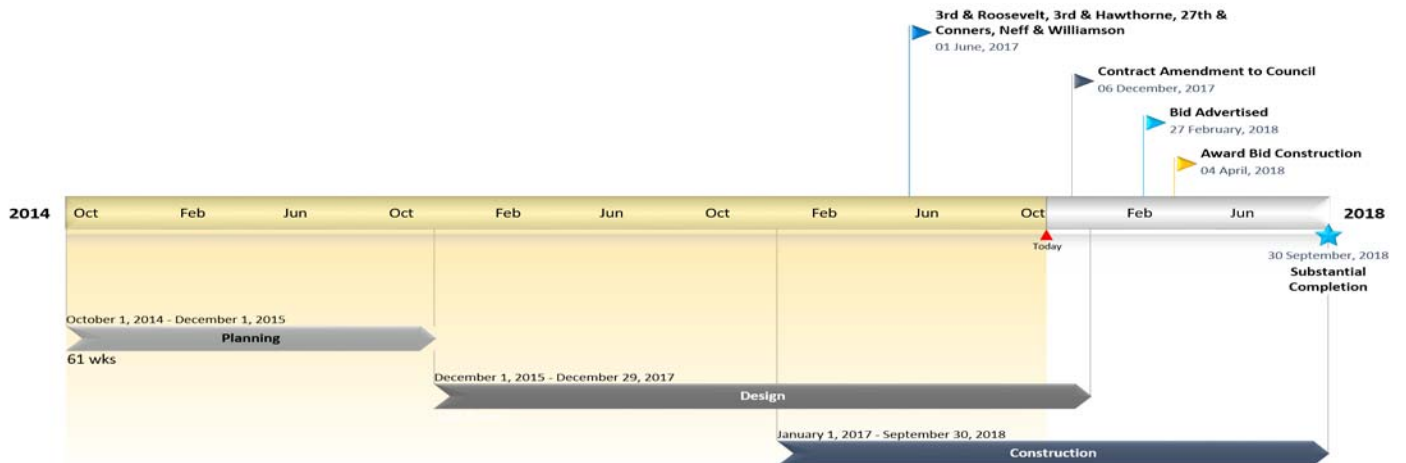 3rd & Roosevelt, 3rd & Hawthorne, 27th &
Conners, Neff & Williamson
01 June, 2017
Contract Amendment to Council
06 December, 2017
Bid Advertised
27 February, 2018
Award Bid Construction
04 April, 2018
2014 Oct Feb Jun Oct Feb Jun Oct Feb Jun Oct Feb Jun 2018
Today
30 September, 2018
Substantial
Completion
October 1, 2014 - December 1, 2015
Planning
61 wks
December 1, 2015 - December 29, 2017
Design
January 1, 2017 - September 30, 2018
Construction